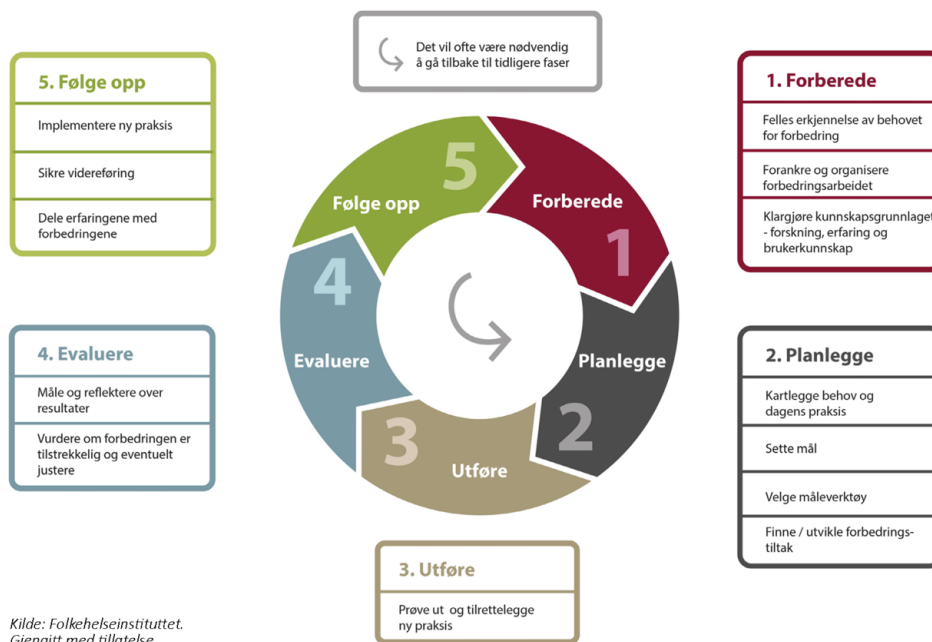 Det vil ofte være nødvendig
å gå tilbake til tidligere faser
5. Følge opp
Implementere ny praksis
Sikre videreføring
Dele erfaringene med
forbedringene
1. Forberede
Felles erkjennelse av behovet
for forbedring
Forankre og organisere
forbedringsarbeidet
Klargjøre kunnskapsgrunnlaget
- forskning, erfaring og
brukerkunnskap
5
Følge opp
Forberede
1
4
Evaluere
Planlegge
2
3
Utføre
4. Evaluere
Måle og reflektere over
resultater
Vurdere om forbedringen er
tilstrekkelig og eventuelt
justere
2. Planlegge
Kartlegge behov og
dagens praksis
Sette mål
Velge måleverktøy
Finne / utvikle forbedrings-
tiltak
3. Utføre
Prøve ut og tilrettelegge
ny praksis
Kilde: Folkehelseinstituttet.
Gjengitt med tillatelse